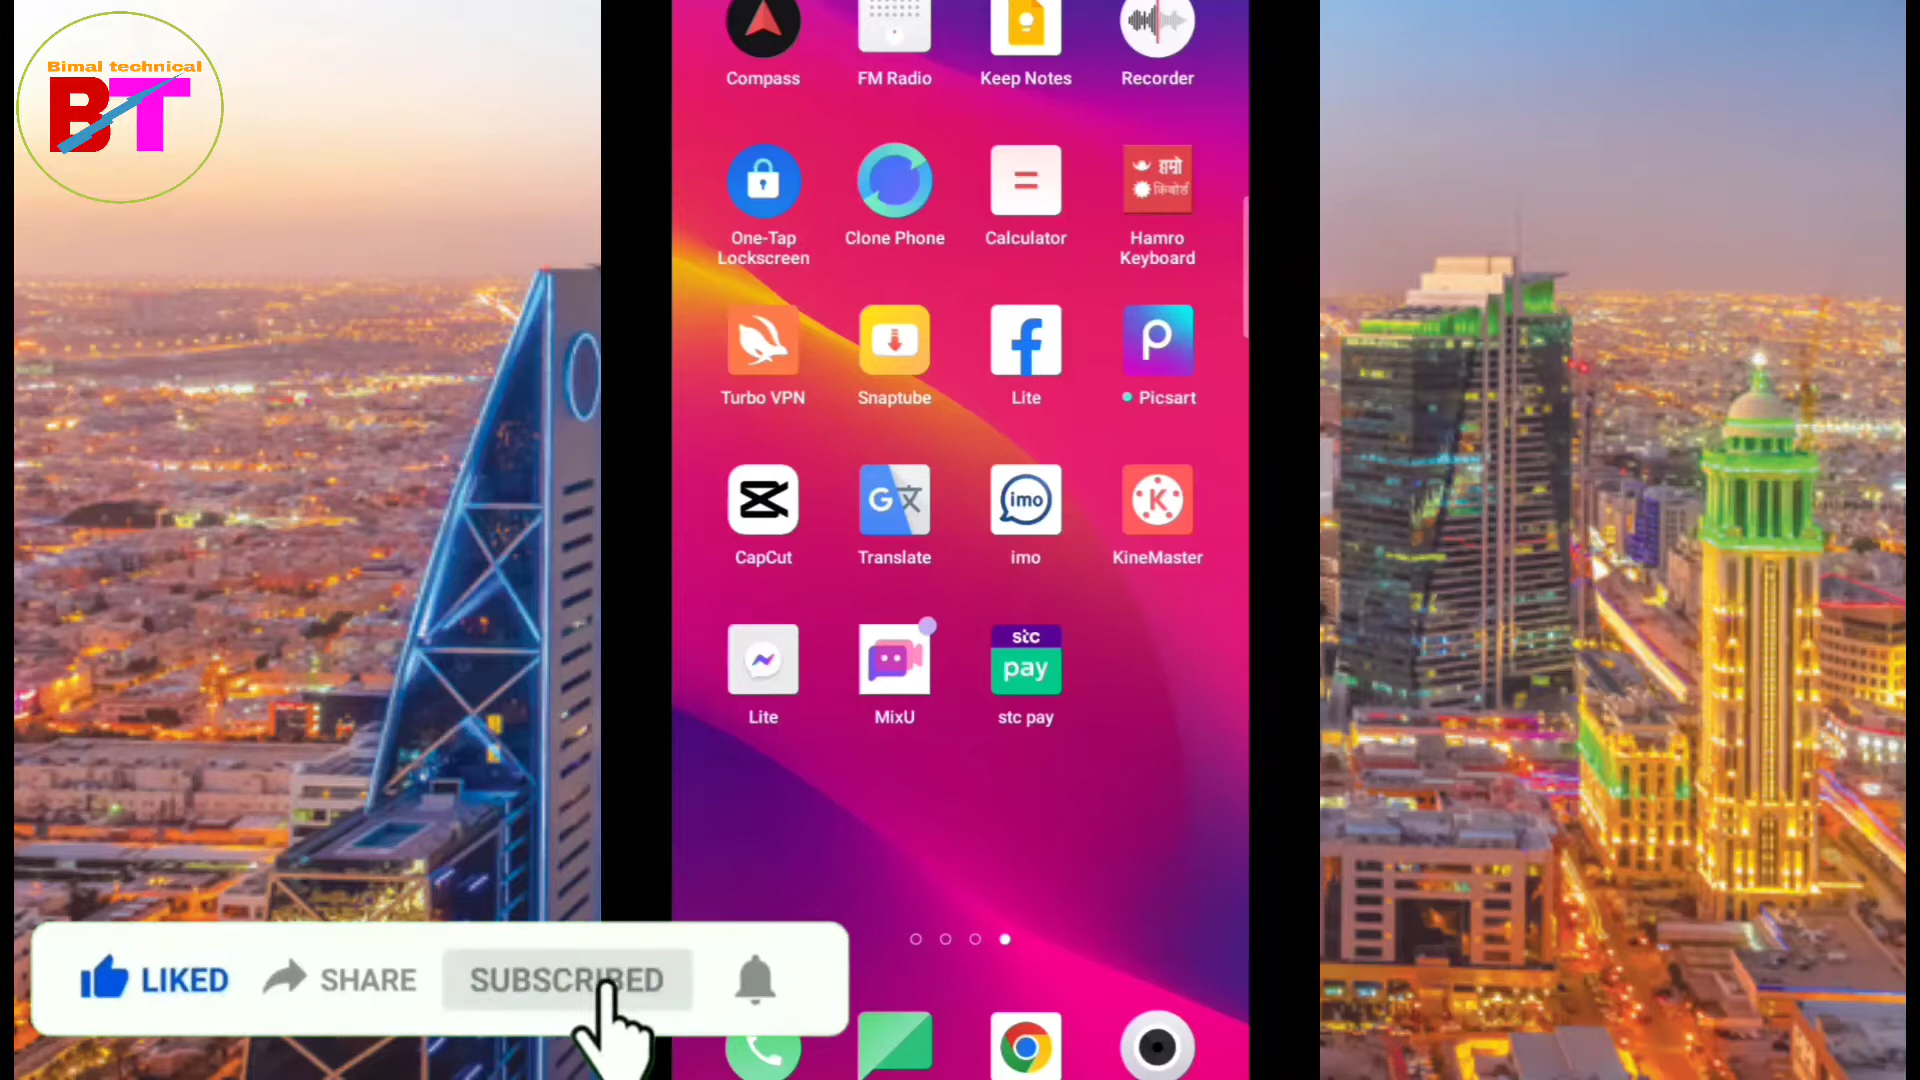 Bimal technical
BT
Compass
FM Radio
Keep Notes
Recorder
हाम्रो
किबोर्ड
One-Tap
Lockscreen
Clone Phone
Calculator
Hamro
Keyboard
Turbo VPN
Snaptube
Lite
Picsart
G
imo
K
CapCut
Translate
imo
KineMaster
stc
pay
Lite
MixU
stc pay
LIKED
SHARE
SUBSCRIBED